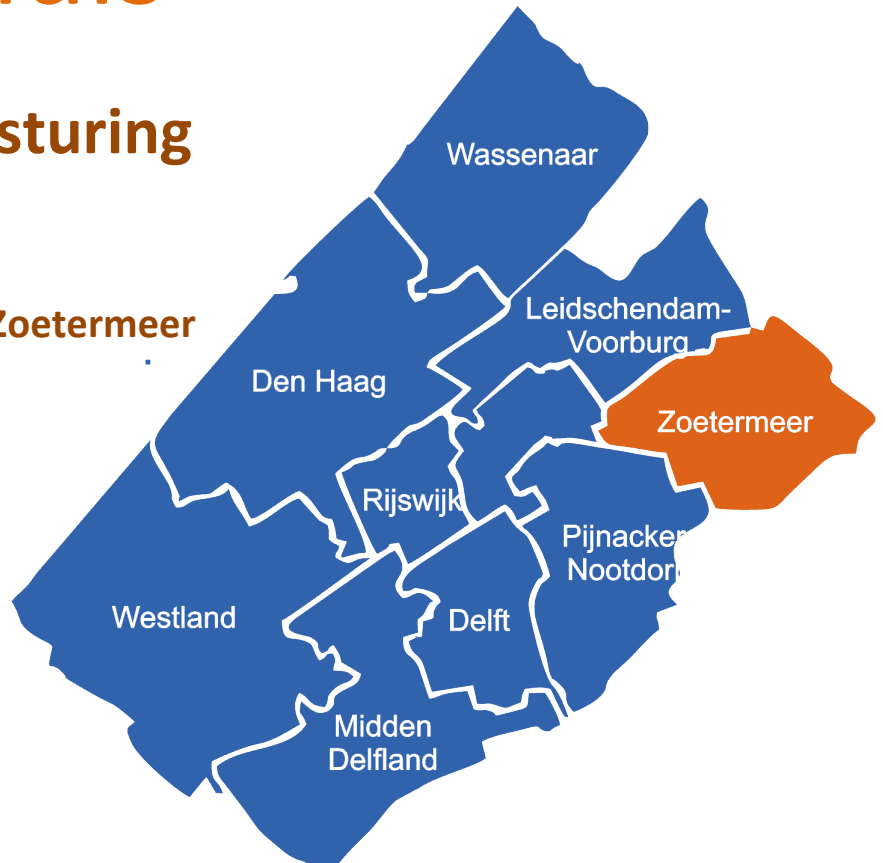 sturing
Wassenaar
Leidschendam-
Voorburg
Zoetermeer
Den Haag
Zoetermeer
Rijswijk
Pijnacker
Nootdor
Westland
Delft
Midden
Delfland